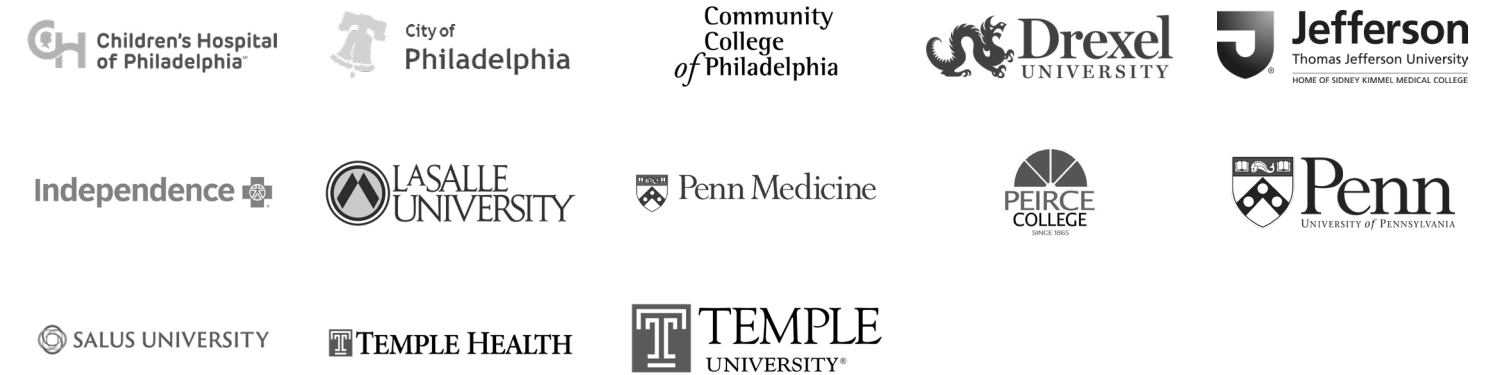 Children's Hospital
of Philadelphia
City of
Philadelphia
Community
College
of Philadelphia
Drexel
UNIVERSITY
Jefferson
Thomas Jefferson University
HOME OF SIDNEY KIMMEL MEDICAL COLLEGE
Independence
LASALLE
UNIVERSITY
Penn Medicine
PEIRCE
COLLEGE
SINCE 1865
Penn
UNIVERSITY of PENNSYLVANIA
SALUS UNIVERSITY
TEMPLE HEALTH
TEMPLE
UNIVERSITY®